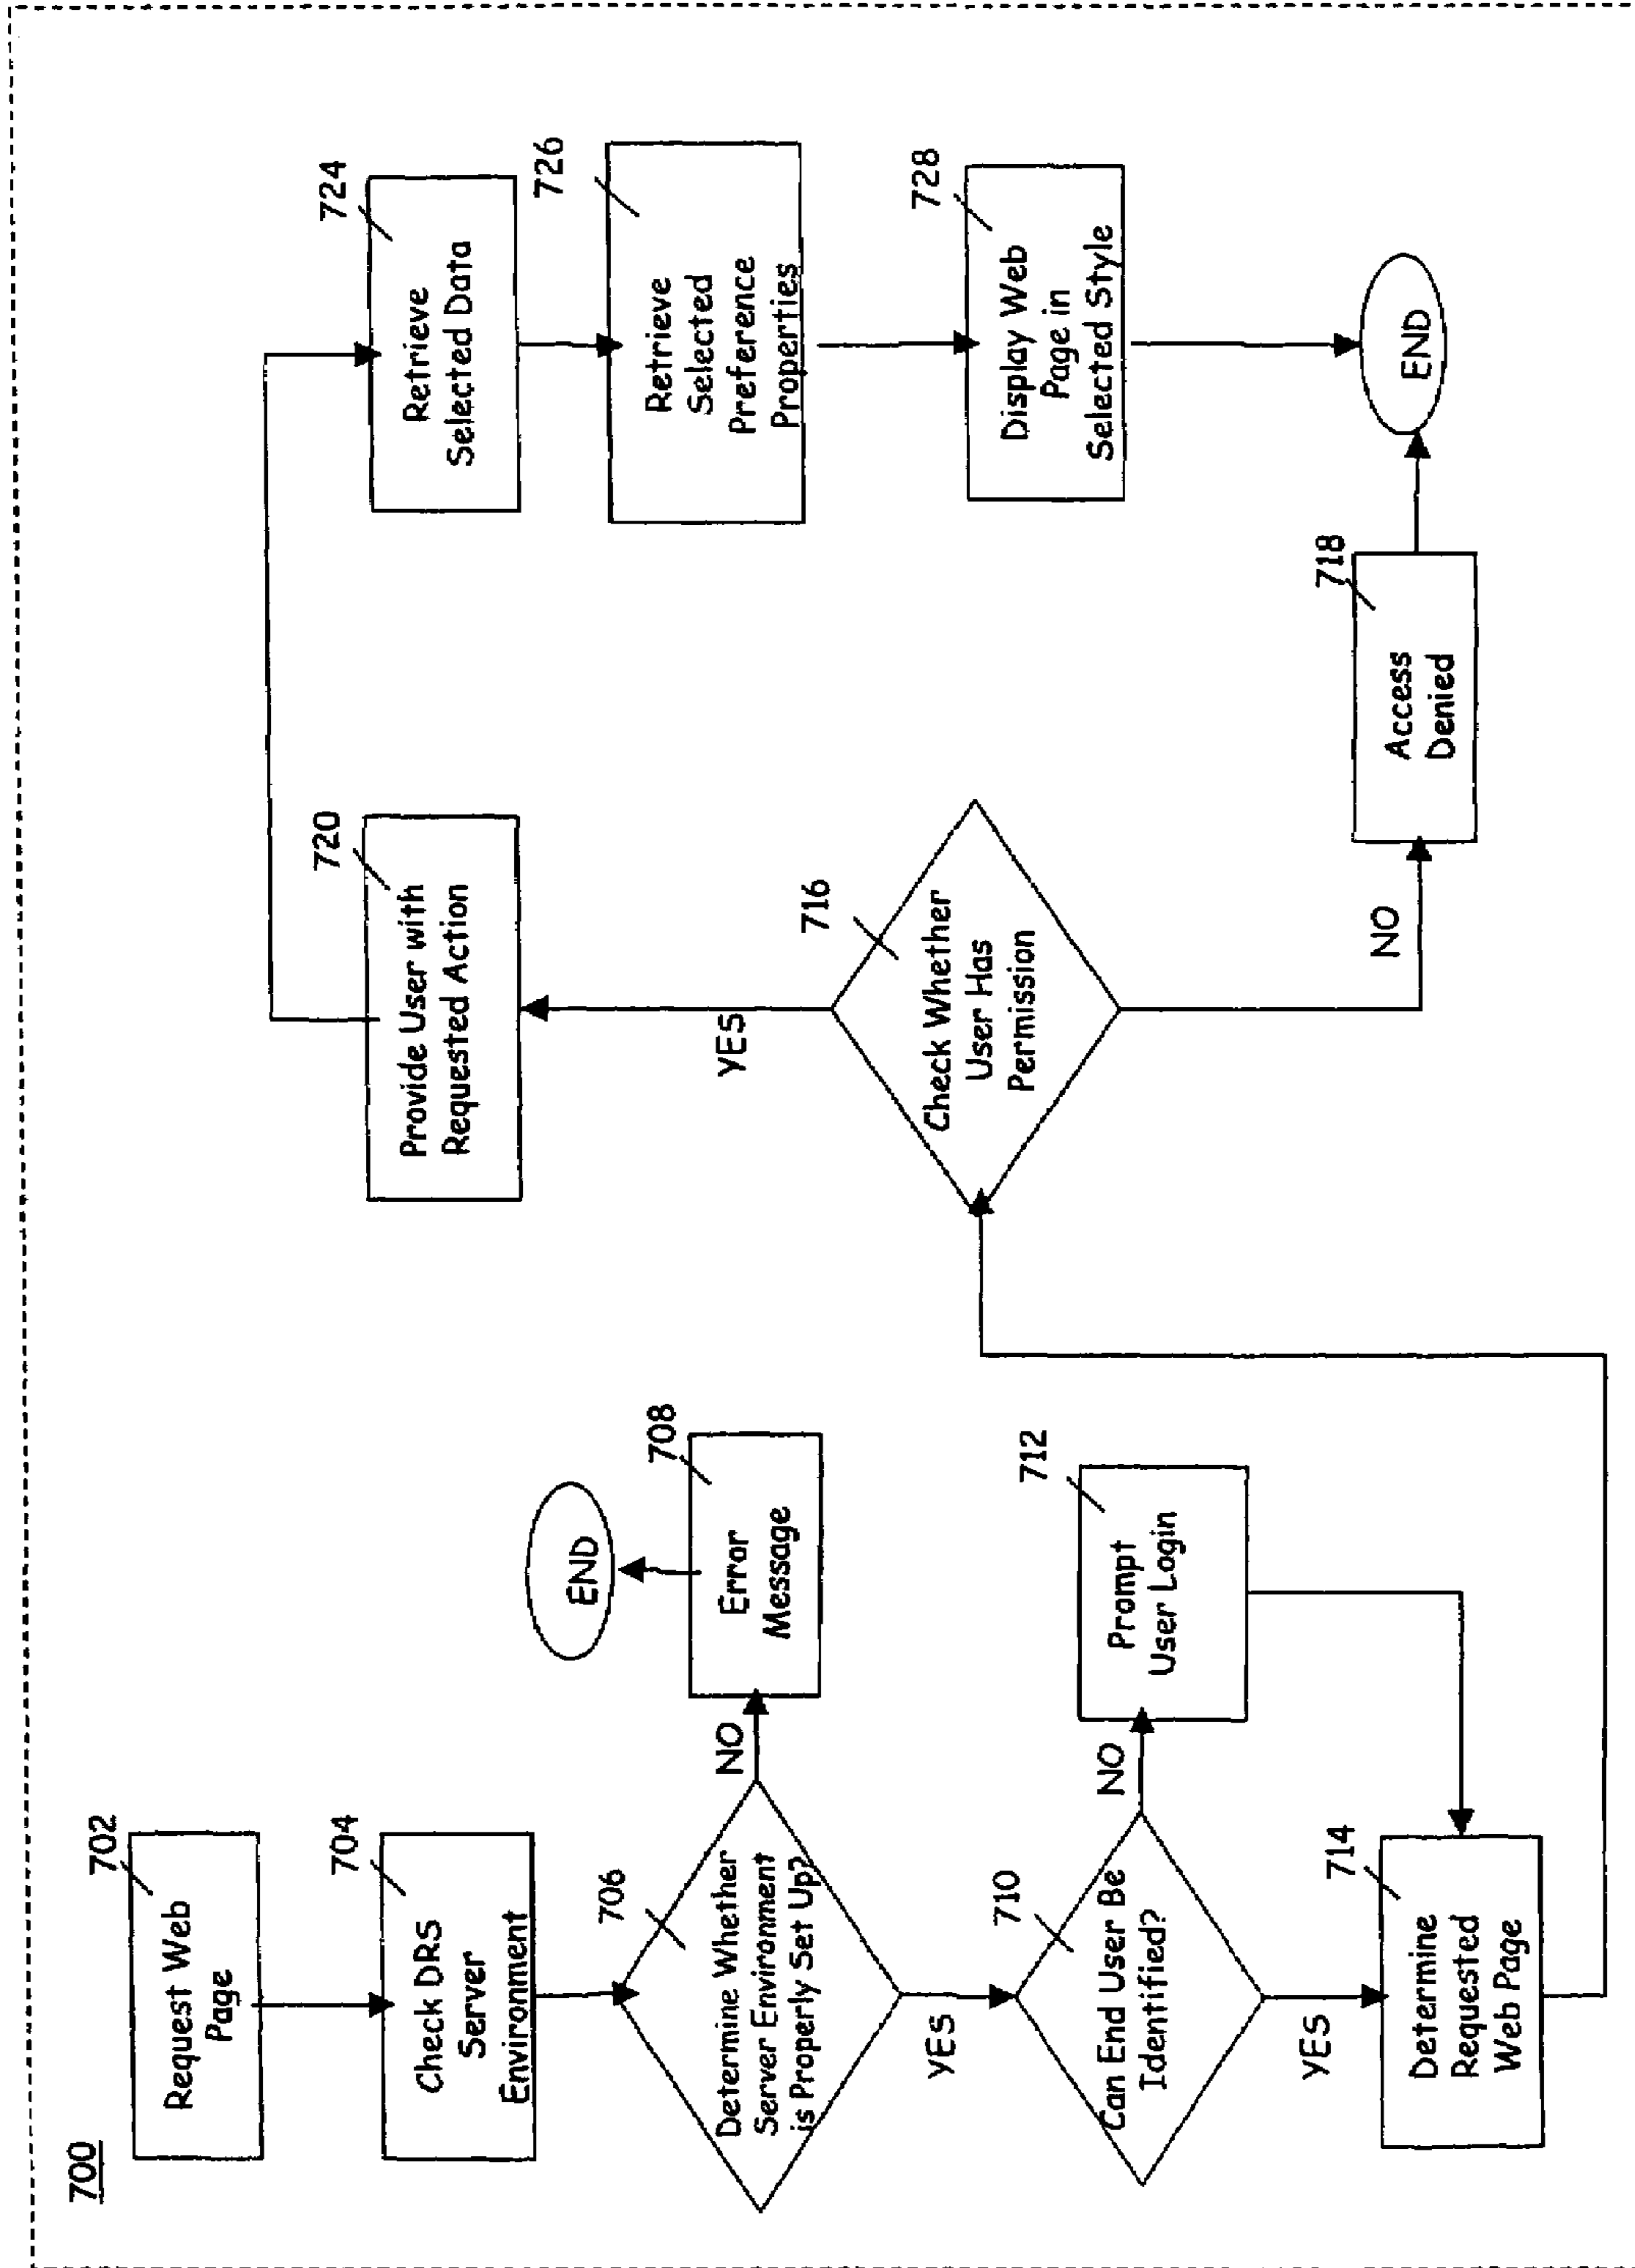 700
702
Request Web
Page
704
Check DRS
Server
Environment
706
Determine Whether
Server Environment
is Properly Set Up?
NO
708
Error
Message
END
YES
710
Can End User Be
Identified?
NO
712
Prompt
User Login
YES
714
Determine
Requested
Web Page
716
Check Whether
User Has
Permission
YES
720
Provide User with
Requested Action
NO
718
Access
Denied
724
Retrieve
Selected Data
726
Retrieve
Selected
Preference
Properties
728
Display Web
Page in
Selected Style
END